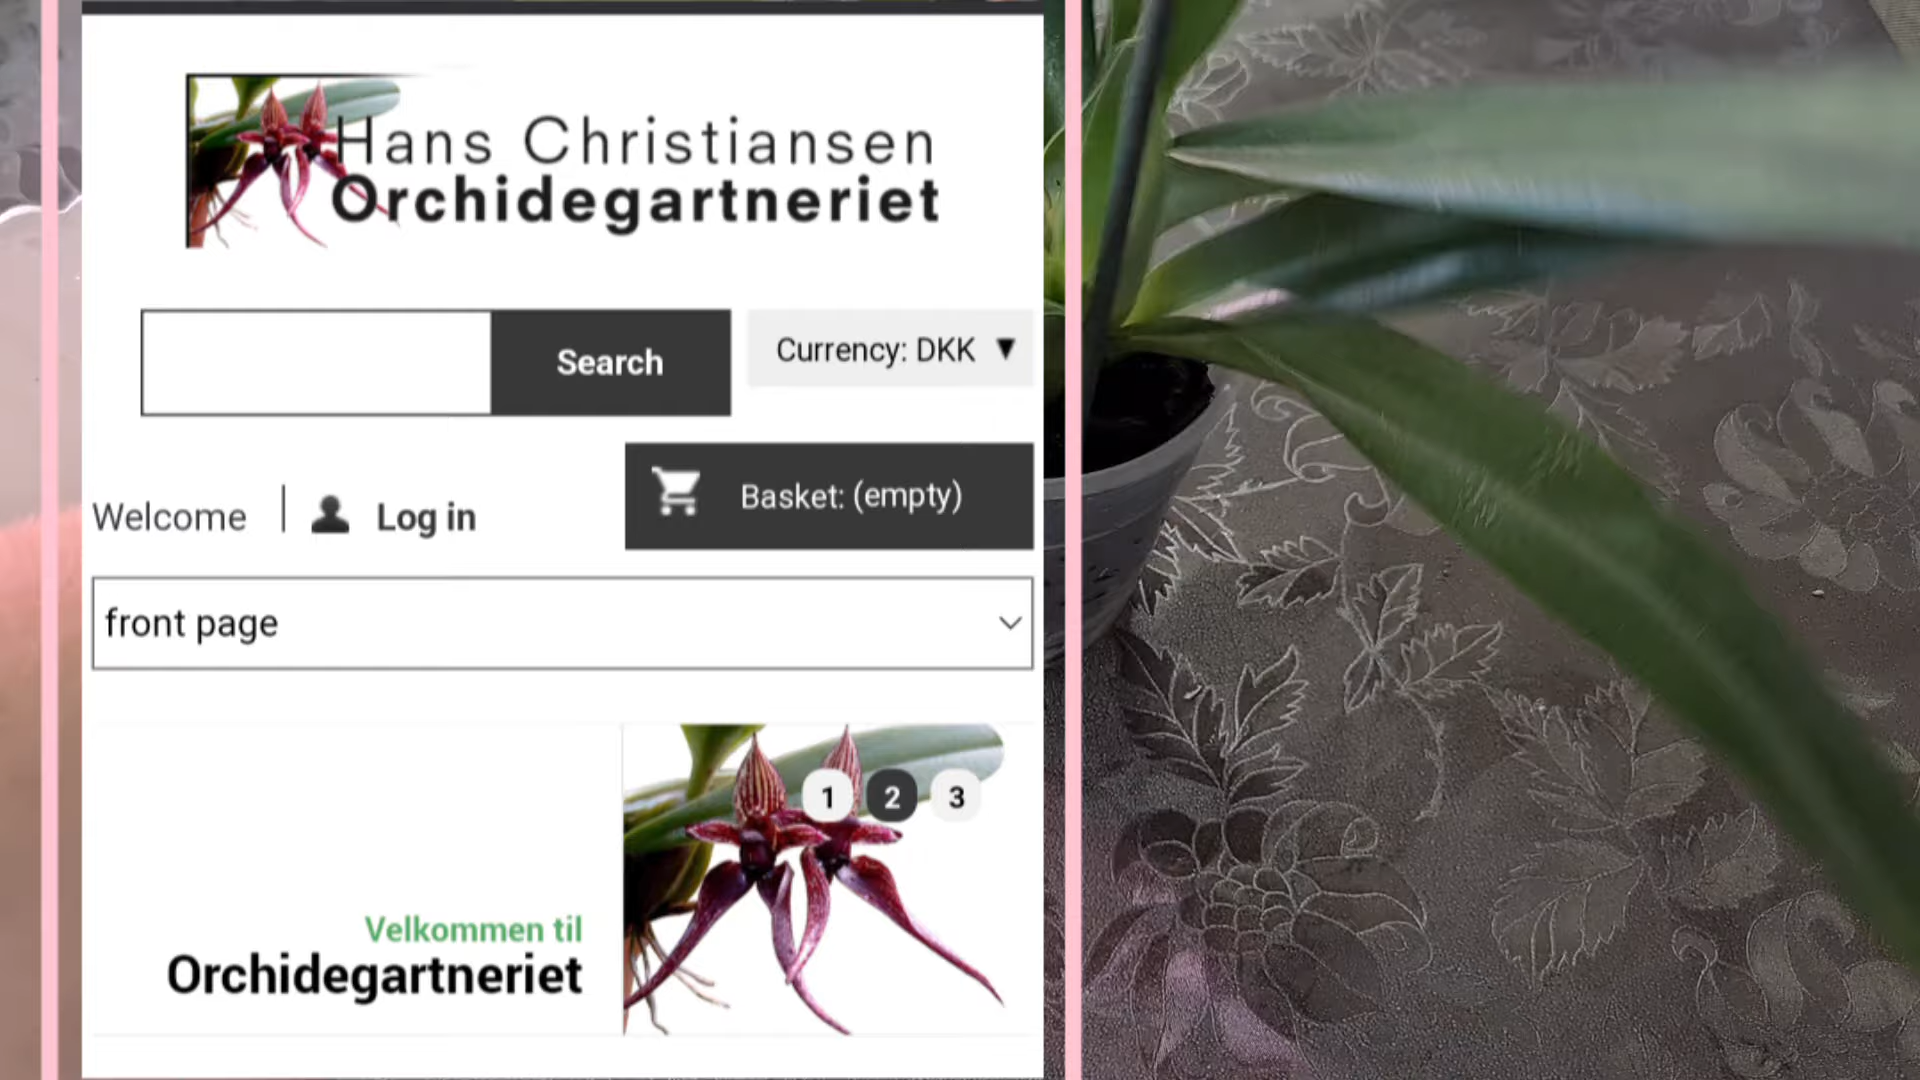 Hans Christiansen
Orchidegartneriet
Search
Currency: DKK ▼
Welcome | Log in
Basket: (empty)
front page
1 2 3
Velkommen til
Orchidegartneriet